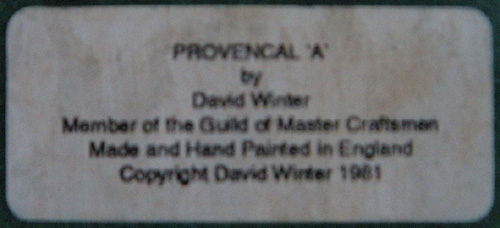 PROVENCAL 'A'
by
David Winter
Member of the Guild of Master Craftsmen
Made and Hand Painted in England
Copyright David Winter 1981